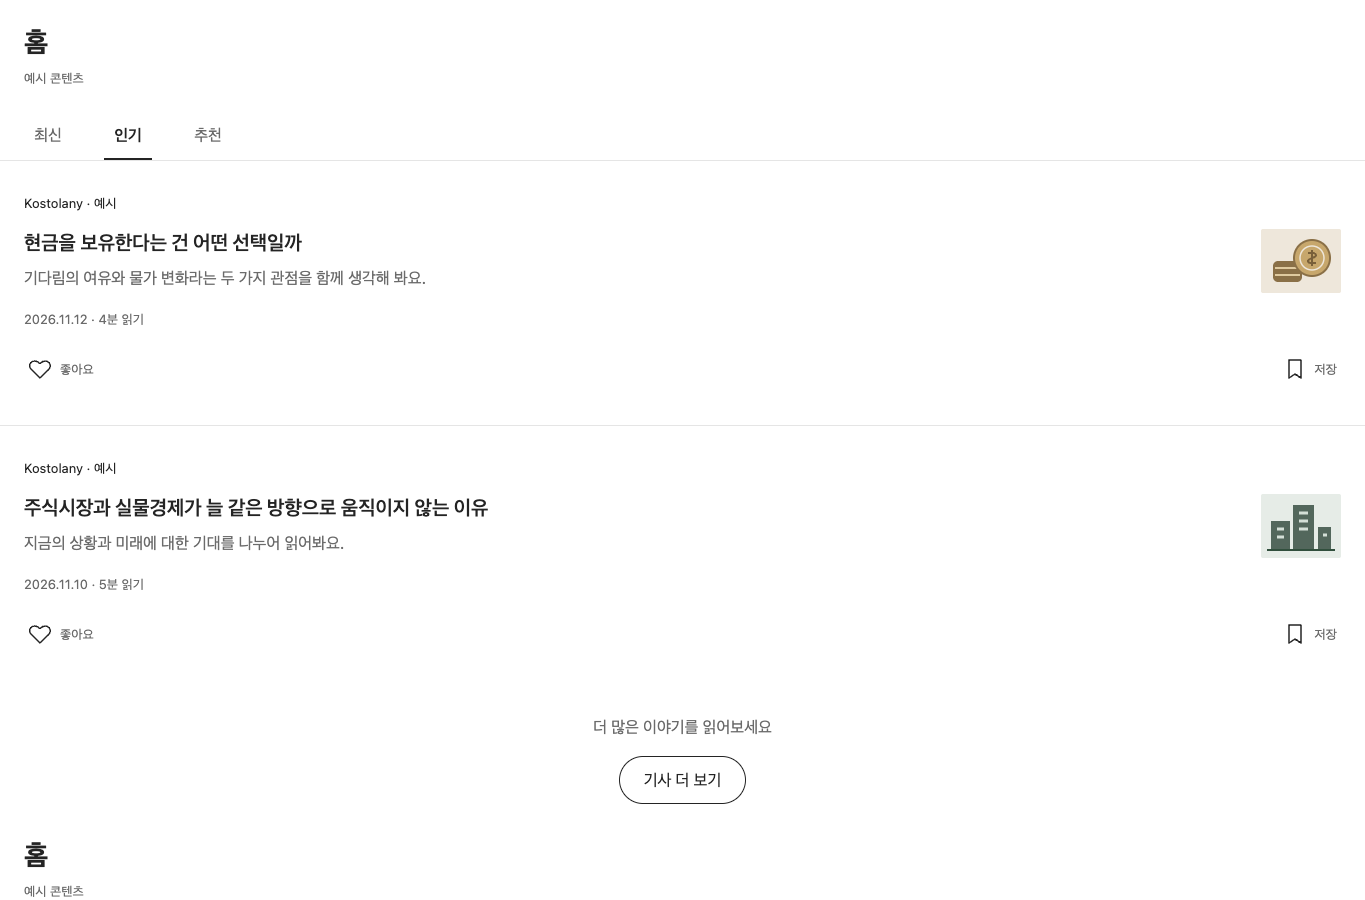 홈
예시 콘텐츠
최신 인기 추천
Kostolany · 예시
현금을 보유한다는 건 어떤 선택일까
기다림의 여유와 물가 변화라는 두 가지 관점을 함께 생각해 봐요.
2026.11.12 · 4분 읽기
좋아요 저장
Kostolany · 예시
주식시장과 실물경제가 늘 같은 방향으로 움직이지 않는 이유
지금의 상황과 미래에 대한 기대를 나누어 읽어봐요.
2026.11.10 · 5분 읽기
좋아요 저장
더 많은 이야기를 읽어보세요
기사 더 보기
홈
예시 콘텐츠